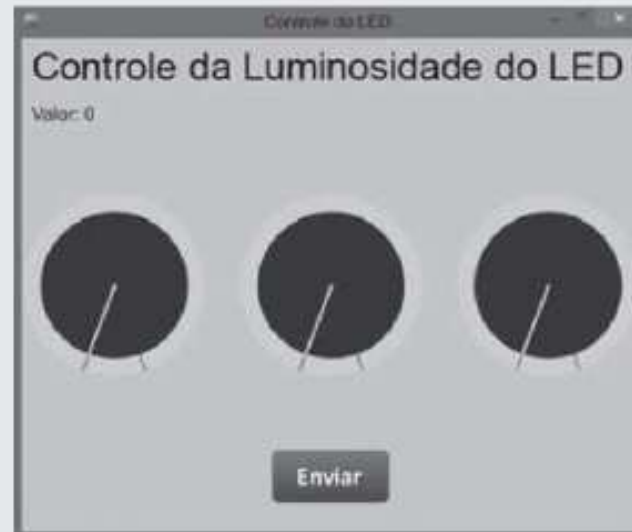 Controle do LED
Controle da Luminosidade do LED
Valor: 0
Enviar